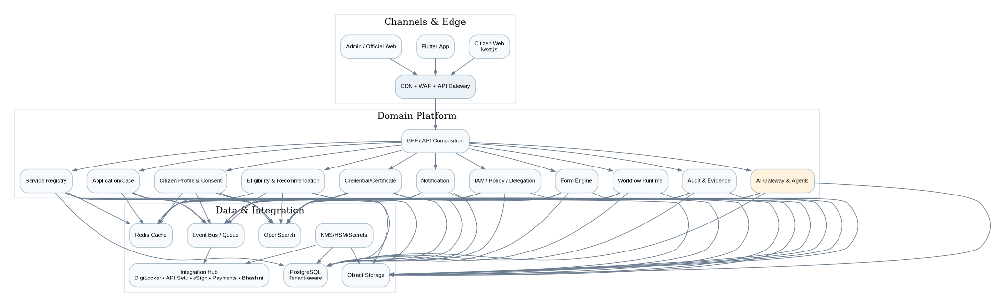 Channels & Edge
Admin / Official Web
Flutter App
Citizen Web
Next.js
CDN + WAF + API Gateway
Domain Platform
BFF / API Composition
Service Registry
Application/Case
Citizen Profile & Consent
Eligibility & Recommendation
Credential/Certificate
Notification
IAM / Policy / Delegation
Form Engine
Workflow Runtime
Audit & Evidence
AI Gateway & Agents
Data & Integration
Redis Cache
Event Bus / Queue
OpenSearch
KMS/HSM/Secrets
Integration Hub
DigiLocker • API Setu • eSign • Payments • Bhashini
PostgreSQL
Tenant-aware
Object Storage